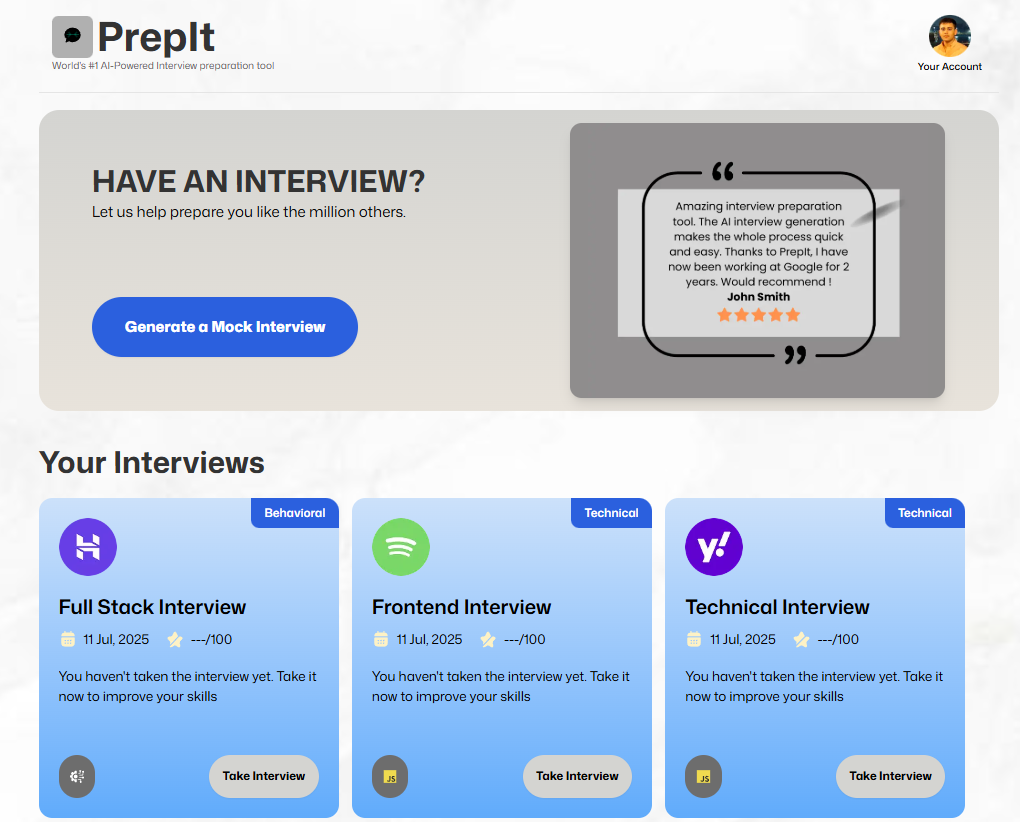 PrepIt
World's #1 AI-Powered Interview preparation tool
Your Account
HAVE AN INTERVIEW?
Let us help prepare you like the million others.
Generate a Mock Interview
“
Amazing interview preparation
tool. The AI interview generation
makes the whole process quick
and easy. Thanks to PrepIt, I have
now been working at Google for 2
years. Would recommend !
John Smith
”
Your Interviews
Behavioral
Full Stack Interview
11 Jul, 2025 ---/100
You haven't taken the interview yet. Take it
now to improve your skills
Take Interview
Technical
Frontend Interview
11 Jul, 2025 ---/100
You haven't taken the interview yet. Take it
now to improve your skills
JS
Take Interview
Technical
y!
Technical Interview
11 Jul, 2025 ---/100
You haven't taken the interview yet. Take it
now to improve your skills
JS
Take Interview